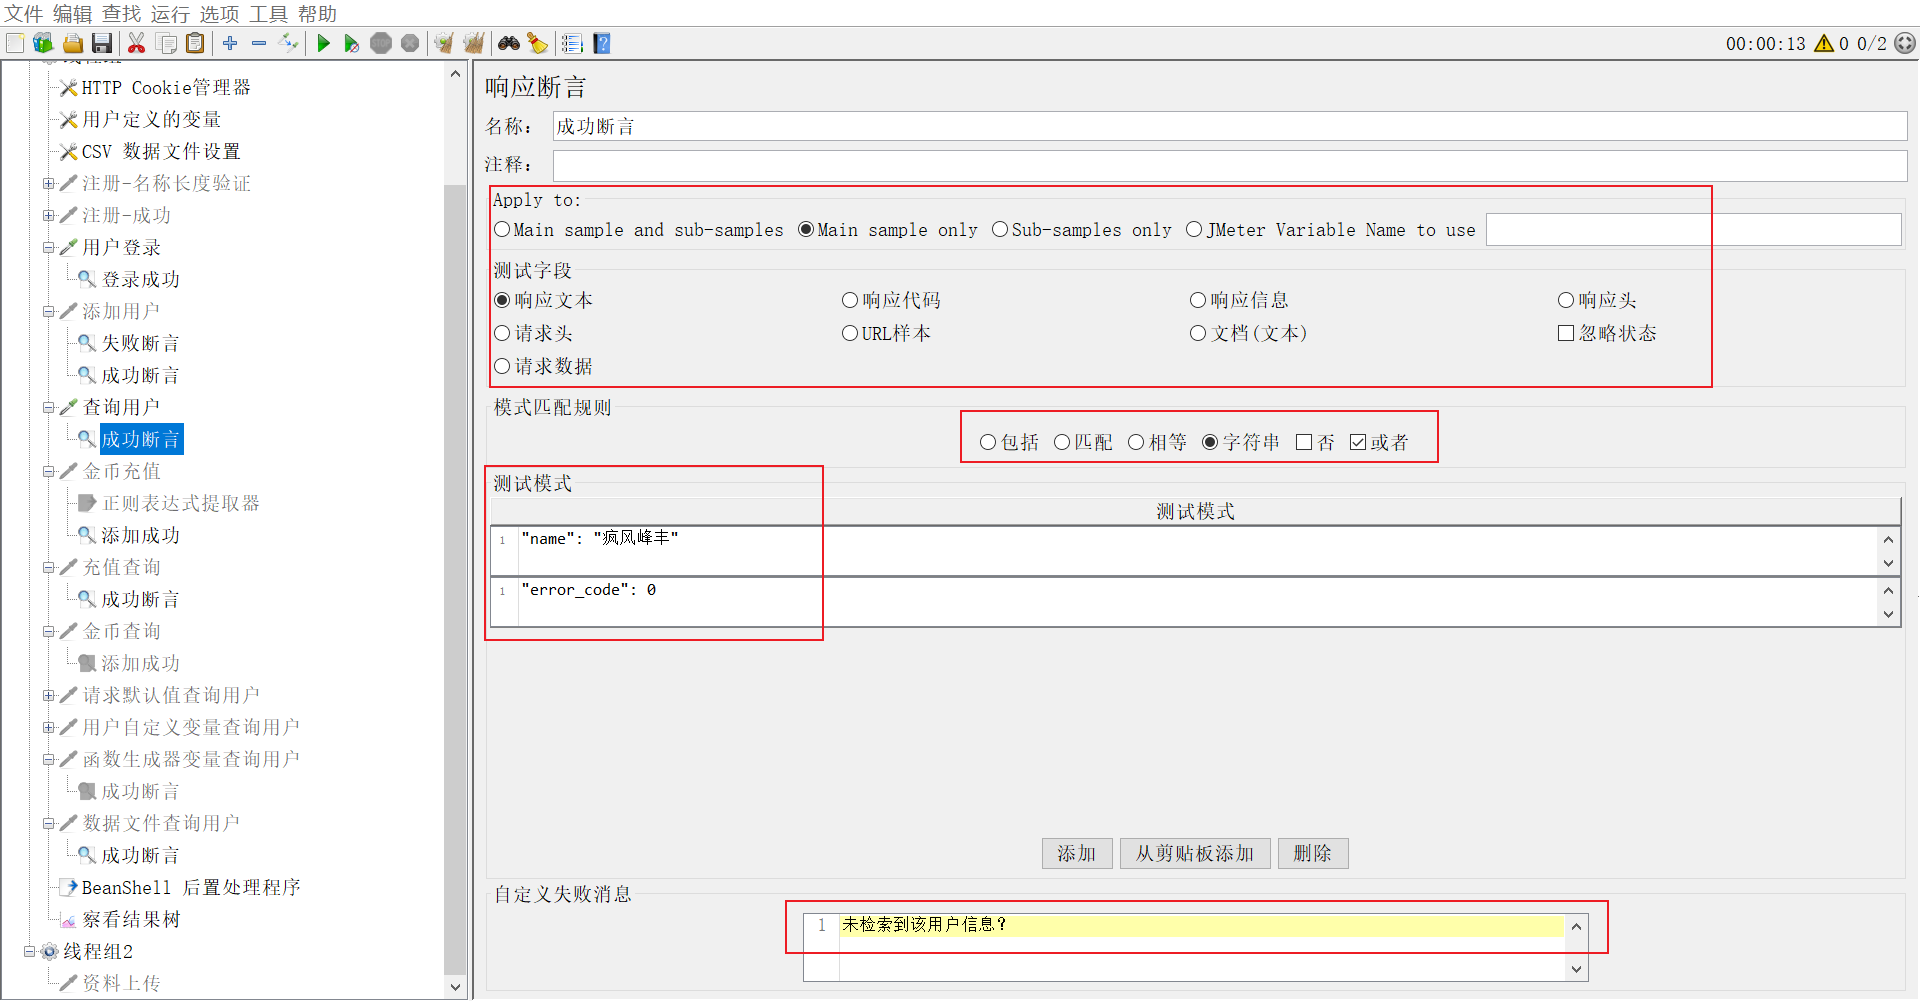 文件 编辑 查找 运行 选项 工具 帮助
00:00:13 0 0/2
HTTP Cookie管理器
用户定义的变量
CSV 数据文件设置
注册-名称长度验证
注册-成功
用户登录
登录成功
添加用户
失败断言
成功断言
查询用户
成功断言
金币充值
正则表达式提取器
添加成功
充值查询
成功断言
金币查询
添加成功
请求默认值查询用户
用户自定义变量查询用户
函数生成器变量查询用户
成功断言
数据文件查询用户
成功断言
BeanShell 后置处理程序
察看结果树
线程组2
资料上传
响应断言
名称: 成功断言
注释:
Apply to:
Main sample and sub-samples Main sample only Sub-samples only JMeter Variable Name to use
测试字段
响应文本 响应代码 响应信息 响应头
请求头 URL样本 文档(文本) 忽略状态
请求数据
模式匹配规则
包括 匹配 相等 字符串 否 或者
测试模式
测试模式
1 "name": "疯风峰丰"
1 "error_code": 0
添加 从剪贴板添加 删除
自定义失败消息
1 未检索到该用户信息?